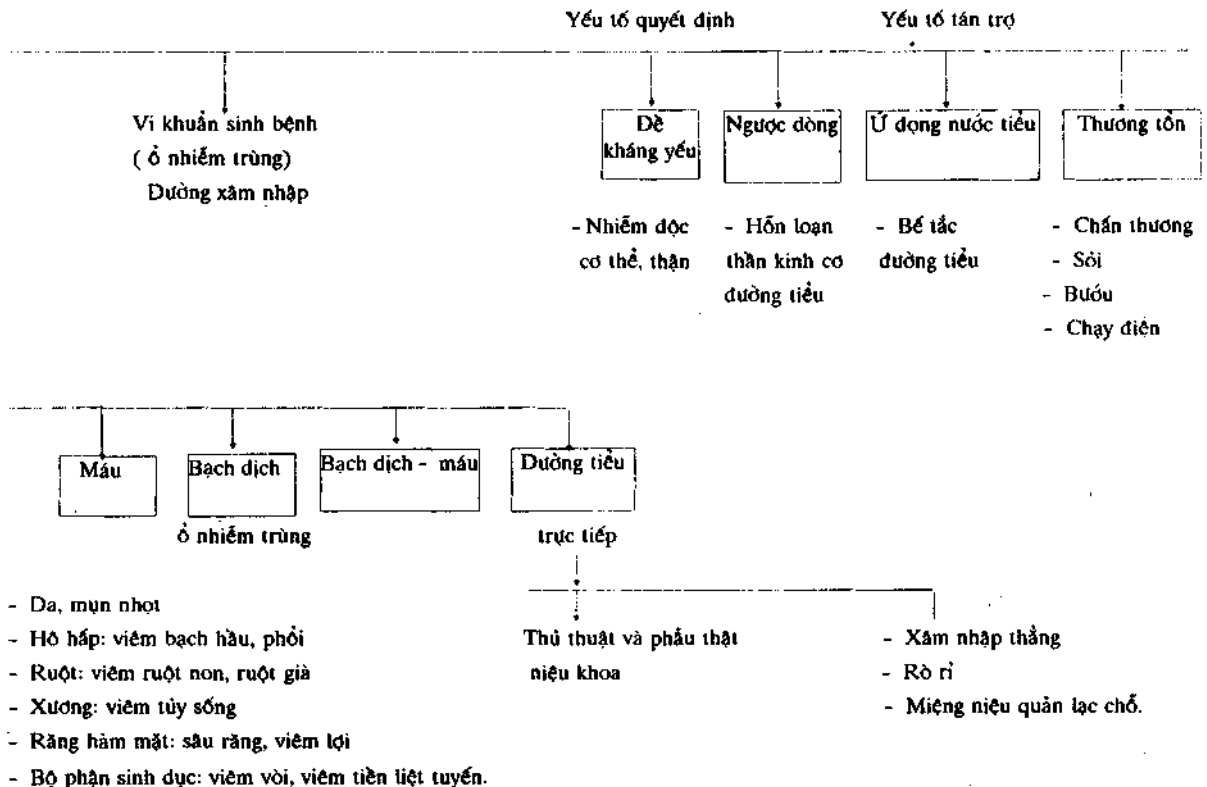 Yếu tố quyết định
Yếu tố tán trợ
Vi khuẩn sinh bệnh
( ổ nhiễm trùng)
Dường xâm nhập
Dề
kháng yếu
Ngược dòng
Ứ dọng nước tiểu
Thương tổn
- Nhiễm dộc
cơ thể, thận
- Hỗn loạn
thần kinh cơ
đường tiểu
- Bế tắc
đường tiểu
- Chấn thương
- Sỏi
- Bướu
- Chạy điện
Máu
Bạch dịch
Bạch dịch - máu
Dường tiểu
ổ nhiễm trùng
trực tiếp
- Da, mụn nhọt
- Hô hấp: viêm bạch hầu, phổi
- Ruột: viêm ruột non, ruột già
- Xương: viêm tủy sống
- Răng hàm mặt: sâu răng, viêm lợi
- Bộ phận sinh dục: viêm vòi, viêm tiền liệt tuyến.
Thủ thuật và phẫu thật
niệu khoa
- Xâm nhập thẳng
- Rò rỉ
- Miệng niệu quản lạc chỗ.